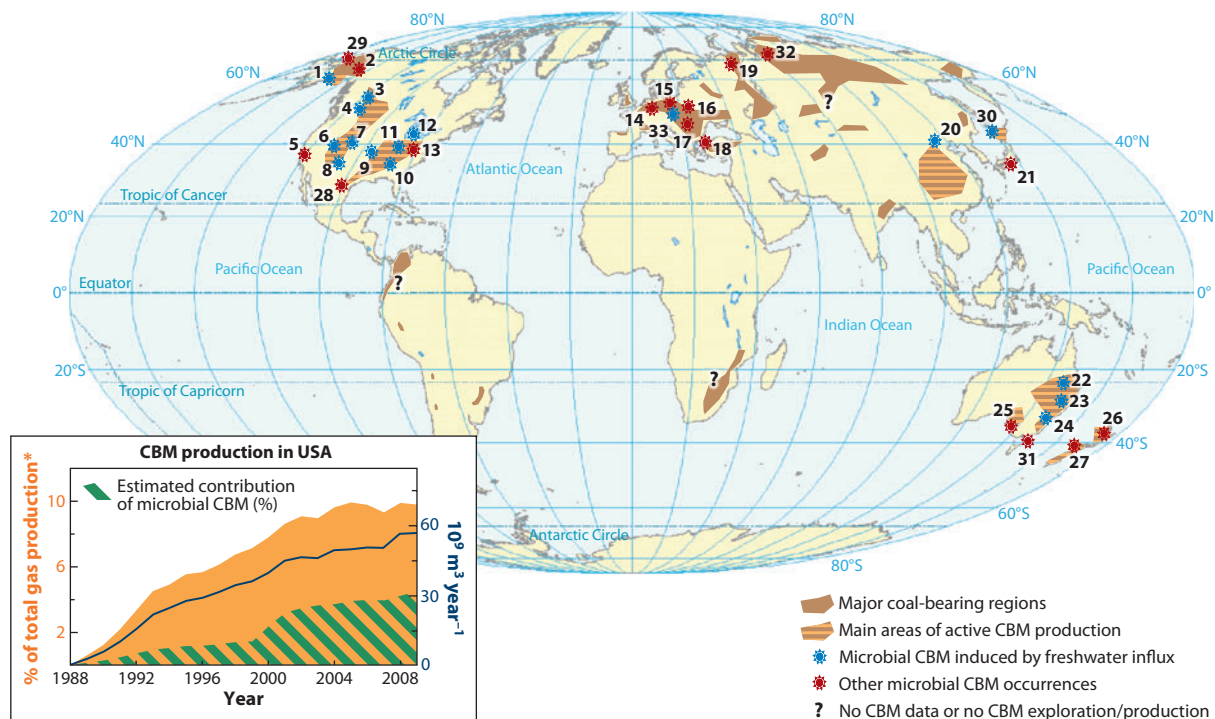 80°N
80°N
29
32
2
Arctic Circle
60°N
60°N
1
19
3
15
16
4
?
14
30
7
11
12
33
20
6
40°N
40°N
5
13
17
18
8
9
10
21
28
Atlantic Ocean
Tropic of Cancer
20°N
20°N
Pacific Ocean
Pacific Ocean
?
Equator
0°
0°
Indian Ocean
20°S
20°S
?
22
Tropic of Capricorn
23
25
24
26
40°S
31
27
60°S
Antarctic Circle
80°S
CBM production in USA
Estimated contribution
of microbial CBM (%)
% of total gas production*
10
6
2
60
30
0
10⁹ m³ year⁻¹
1988
1992
1996
2000
2004
2008
Year
Major coal-bearing regions
Main areas of active CBM production
Microbial CBM induced by freshwater influx
Other microbial CBM occurrences
? No CBM data or no CBM exploration/production